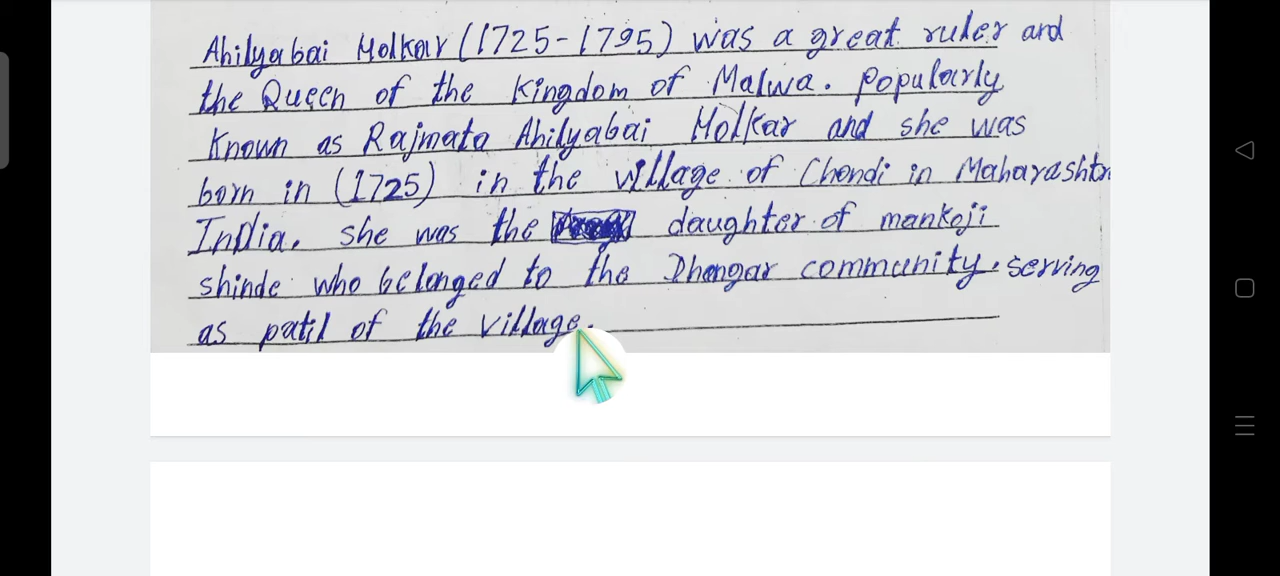 Ahilyabai Holkar (1725-1795) was a great ruler and
the Queen of the Kingdom of Malwa. Popularly
Known as Rajmata Ahilyabai Holkar and she was
born in (1725) in the village of Chondi in Maharashtr
India. she was the daughter of mankoji
shinde who belonged to the Dhangar community. serving
as patil of the village.